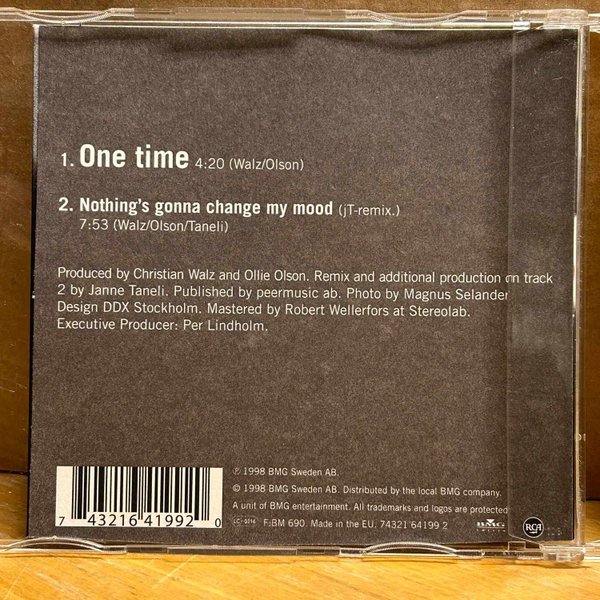 1. One time 4:20 (Walz/Olson)
2. Nothing's gonna change my mood (jT-remix.)
7:53 (Walz/Olson/Taneli)
Produced by Christian Walz and Ollie Olson. Remix and additional production on track
2 by Janne Taneli. Published by peermusic ab. Photo by Magnus Selander
Design DDX Stockholm. Mastered by Robert Wellerfors at Stereolab.
Executive Producer: Per Lindholm.
℗ 1998 BMG Sweden AB.
© 1998 BMG Sweden AB. Distributed by the local BMG company.
A unit of BMG entertainment. All trademarks and logos are protected
LC 0316 F:BM 690. Made in the EU. 74321 64199 2
BMG
RCA
7 43216 41992 0